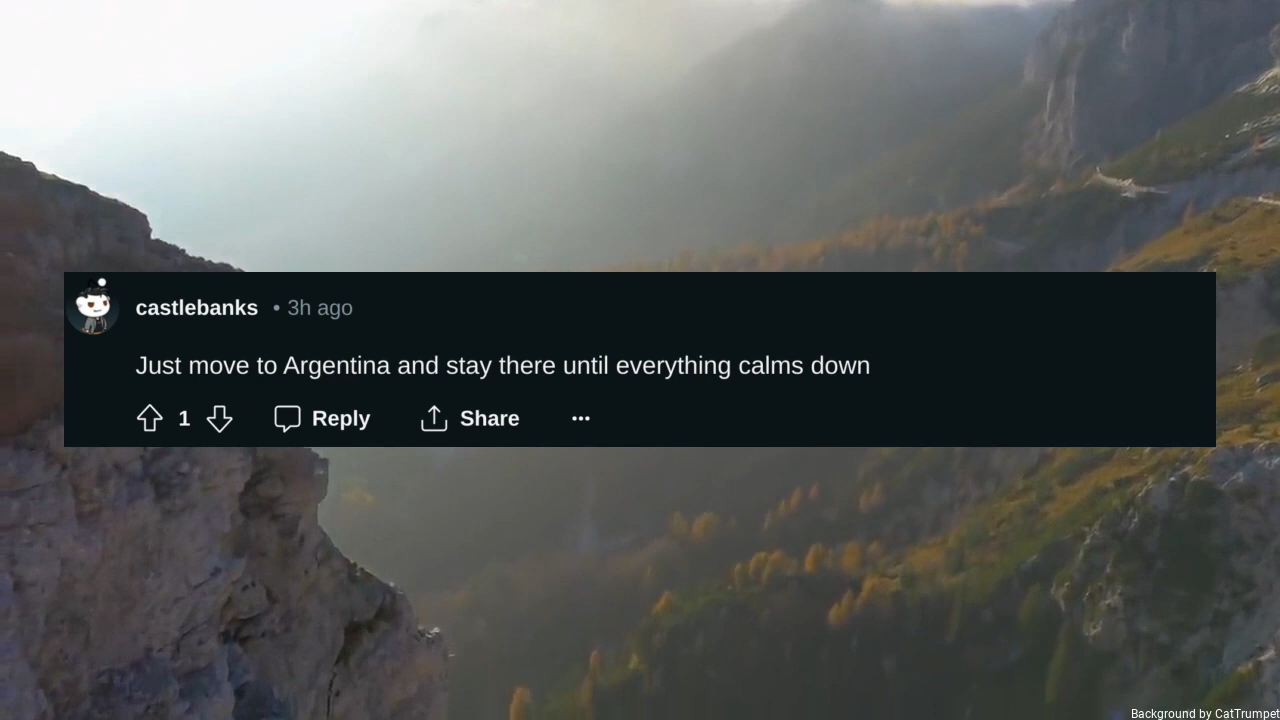 castlebanks • 3h ago
Just move to Argentina and stay there until everything calms down
1 Reply Share ...
Background by CatTrumpet